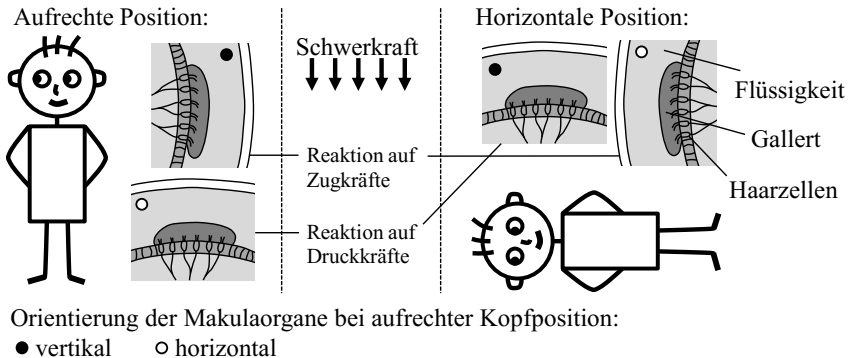 Aufrechte Position:
Schwerkraft
Horizontale Position:
Flüssigkeit
Gallert
Haarzellen
Reaktion auf
Zugkräfte
Reaktion auf
Druckkräfte
Orientierung der Makulaorgane bei aufrechter Kopfposition:
vertikal
horizontal